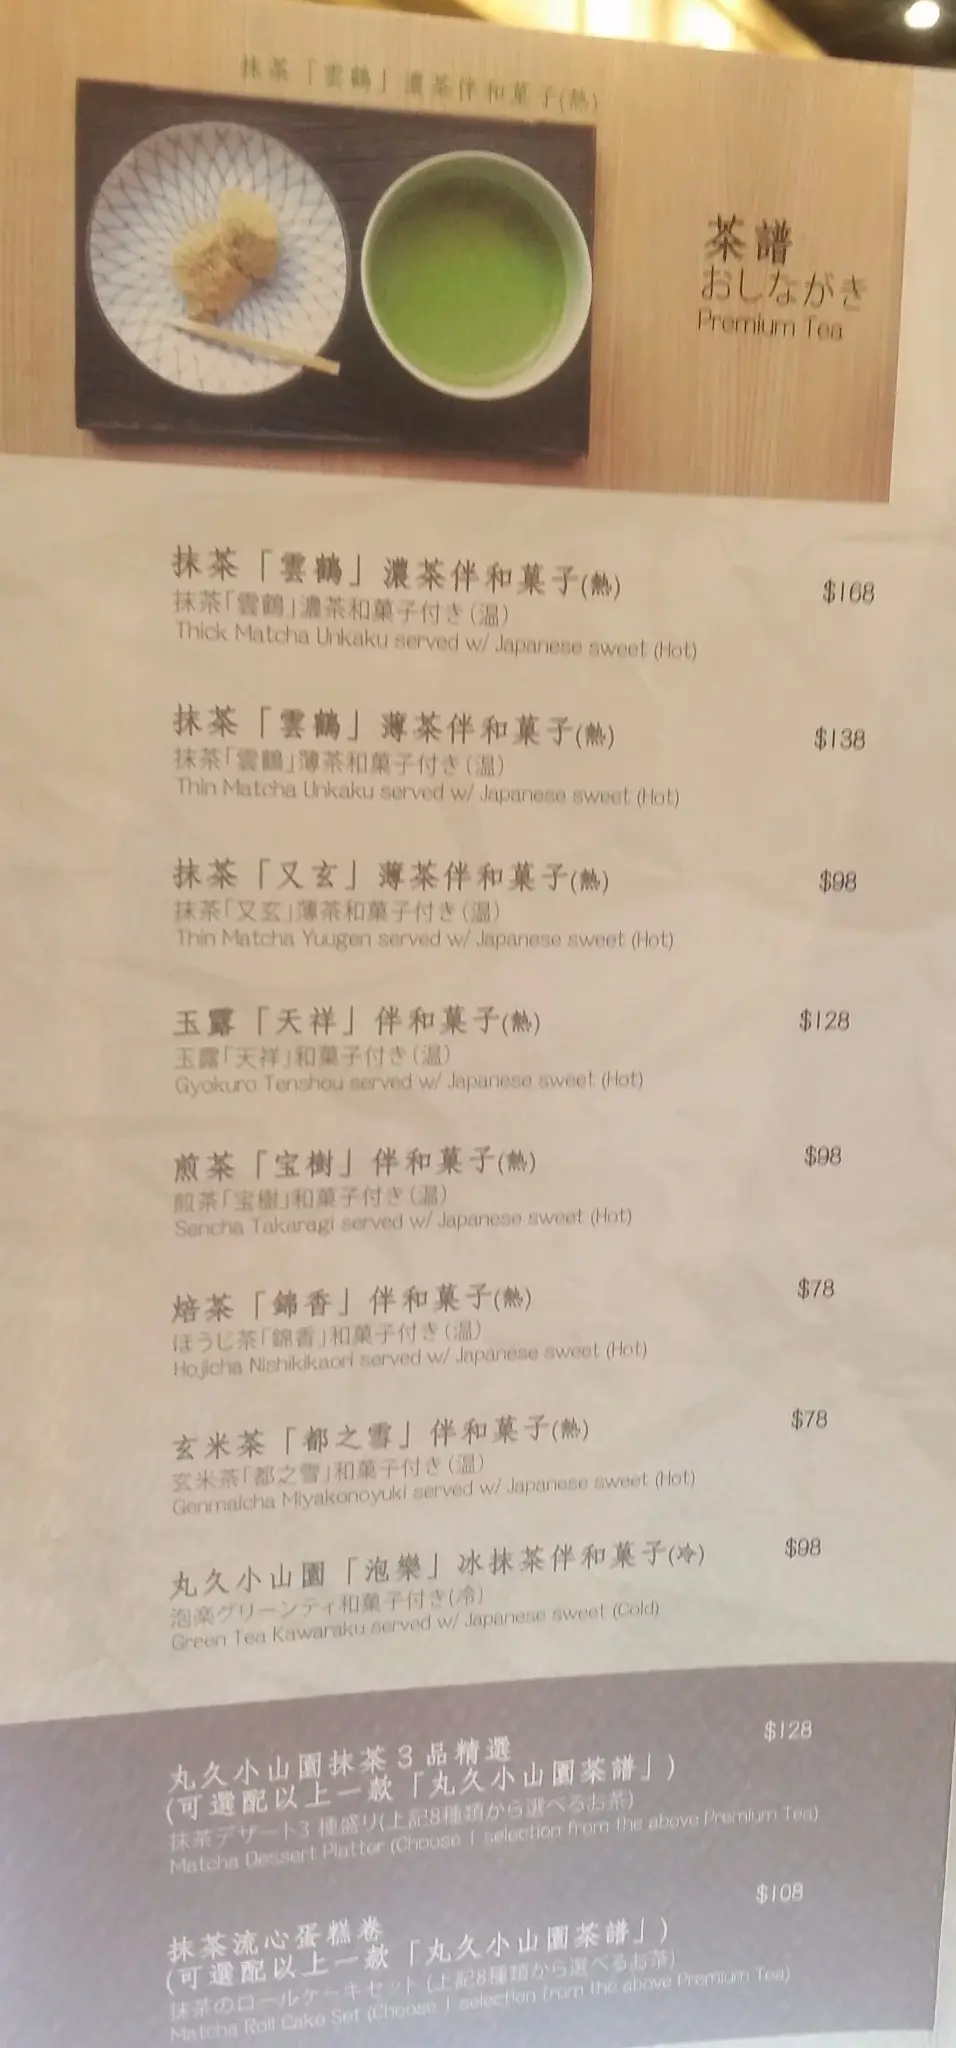 抹茶「雲鶴」濃茶伴和菓子(熱)
茶譜
おしながき
Premium Tea
抹茶「雲鶴」濃茶伴和菓子(熱)
$168
抹茶「雲鶴」濃茶和菓子付き(温)
Thick Matcha Unkaku served w/ Japanese sweet (Hot)
抹茶「雲鶴」薄茶伴和菓子(熱)
$138
抹茶「雲鶴」薄茶和菓子付き(温)
Thin Matcha Unkaku served w/ Japanese sweet (Hot)
抹茶「又玄」薄茶伴和菓子(熱)
$98
抹茶「又玄」薄茶和菓子付き(温)
Thin Matcha Yuugen served w/ Japanese sweet (Hot)
玉露「天祥」伴和菓子(熱)
$128
玉露「天祥」和菓子付き(温)
Gyokuro Tenshou served w/ Japanese sweet (Hot)
煎茶「宝樹」伴和菓子(熱)
$98
煎茶「宝樹」和菓子付き(温)
Sencha Takaragi served w/ Japanese sweet (Hot)
焙茶「錦香」伴和菓子(熱)
$78
ほうじ茶「錦香」和菓子付き(温)
Hojicha Nishikikaori served w/ Japanese sweet (Hot)
玄米茶「都之雪」伴和菓子(熱)
$78
玄米茶「都之雪」和菓子付き(温)
Genmaicha Miyakonoyuki served w/ Japanese sweet (Hot)
丸久小山園「泡樂」冰抹茶伴和菓子(冷)
$98
泡楽グリーンティ和菓子付き(冷)
Green Tea Kawaraku served w/ Japanese sweet (Cold)
丸久小山園抹茶3品精選
$128
(可選配以上一款「丸久小山園茶譜」)
抹茶デザート3種盛り(上記8種類から選べるお茶)
Matcha Dessert Platter (Choose 1 selection from the above Premium Tea)
抹茶流心蛋糕卷
$108
(可選配以上一款「丸久小山園茶譜」)
抹茶のロールケーキセット (上記8種類から選べるお茶)
Matcha Roll Cake Set (Choose 1 selection from the above Premium Tea)